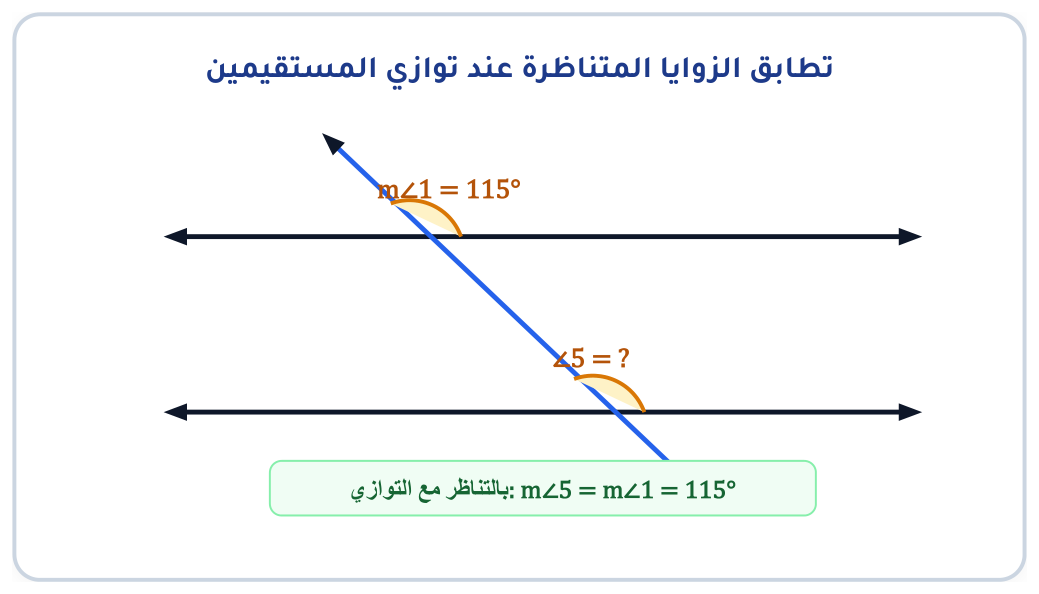 تطابق الزوايا المتناظرة عند توازي المستقيمين
m∠1 = 115°
∠5 = ?
بالتناظر مع التوازي: m∠5 = m∠1 = 115°